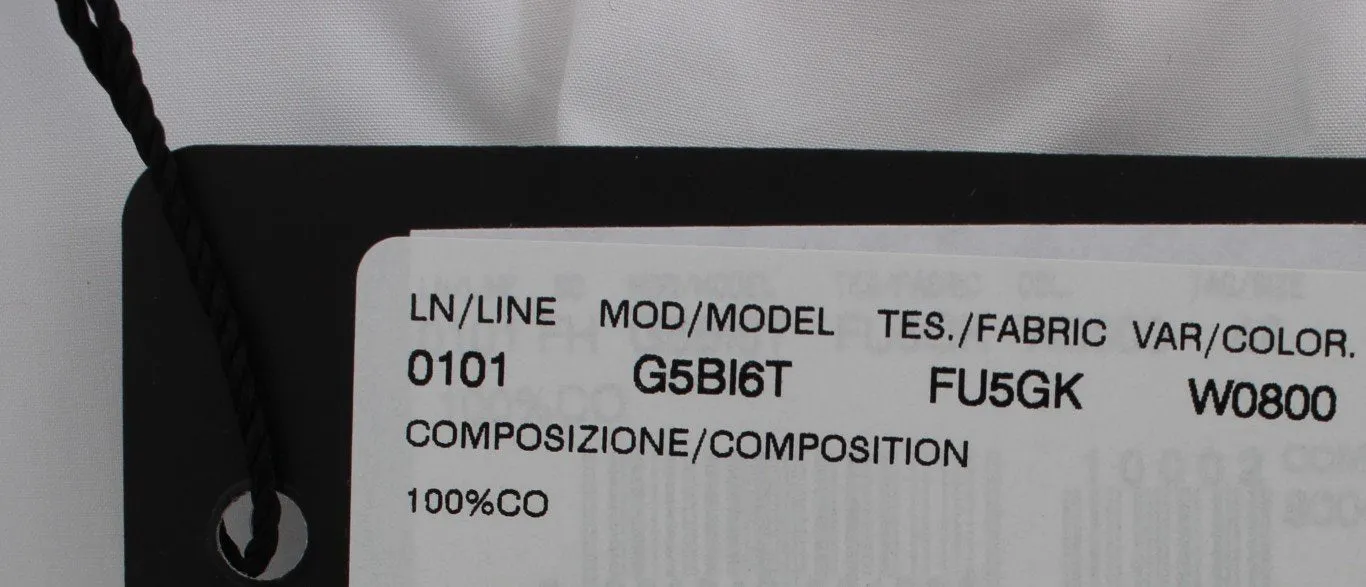 LN/LINE MOD/MODEL TES./FABRIC VAR/COLOR.
0101 G5BI6T FU5GK W0800
COMPOSIZIONE/COMPOSITION
100%CO